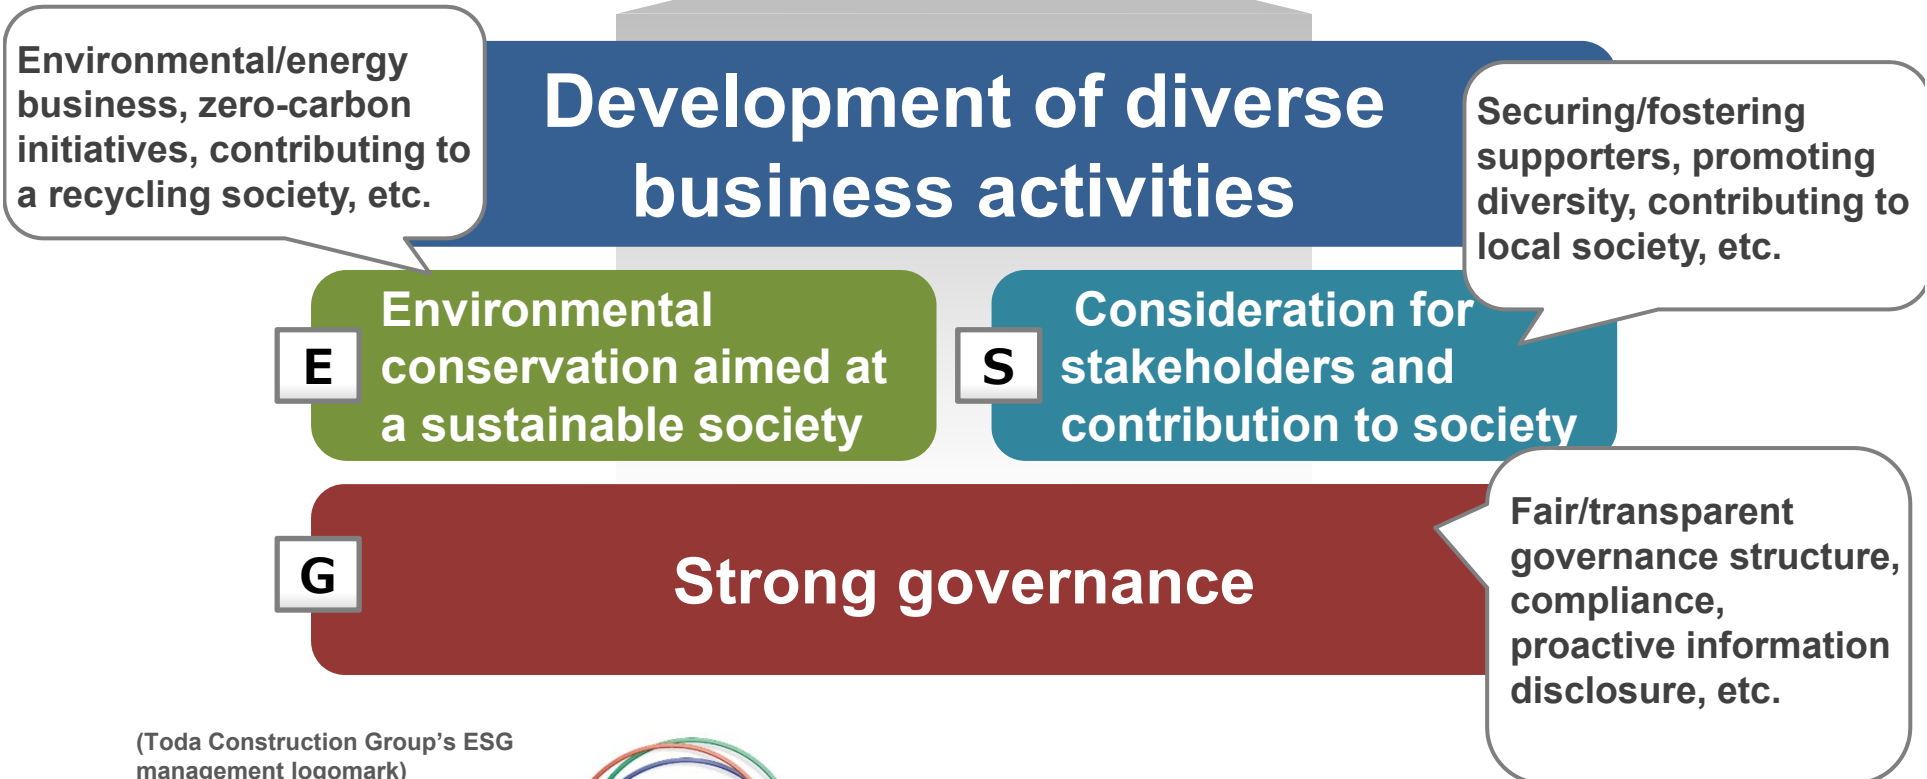 Environmental/energy
business, zero-carbon
initiatives, contributing to
a recycling society, etc.
Development of diverse
business activities
Securing/fostering
supporters, promoting
diversity, contributing to
local society, etc.
E
Environmental
conservation aimed at
a sustainable society
S
Consideration for
stakeholders and
contribution to society
G
Strong governance
Fair/transparent
governance structure,
compliance,
proactive information
disclosure, etc.
(Toda Construction Group’s ESG
management logomark)